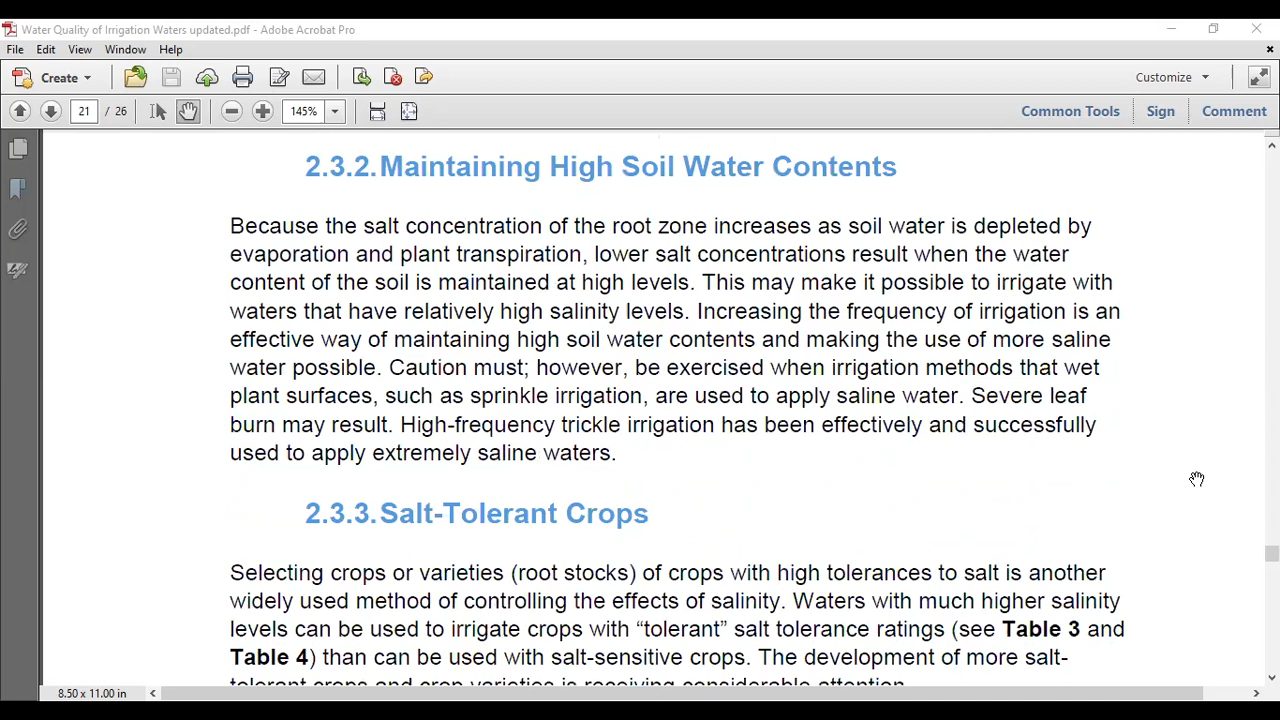 Water Quality of Irrigation Waters updated.pdf - Adobe Acrobat Pro
File Edit View Window Help
Create Customize
21 / 26 145% Common Tools Sign Comment
2.3.2. Maintaining High Soil Water Contents
Because the salt concentration of the root zone increases as soil water is depleted by
evaporation and plant transpiration, lower salt concentrations result when the water
content of the soil is maintained at high levels. This may make it possible to irrigate with
waters that have relatively high salinity levels. Increasing the frequency of irrigation is an
effective way of maintaining high soil water contents and making the use of more saline
water possible. Caution must; however, be exercised when irrigation methods that wet
plant surfaces, such as sprinkle irrigation, are used to apply saline water. Severe leaf
burn may result. High-frequency trickle irrigation has been effectively and successfully
used to apply extremely saline waters.
2.3.3. Salt-Tolerant Crops
Selecting crops or varieties (root stocks) of crops with high tolerances to salt is another
widely used method of controlling the effects of salinity. Waters with much higher salinity
levels can be used to irrigate crops with “tolerant” salt tolerance ratings (see Table 3 and
Table 4) than can be used with salt-sensitive crops. The development of more salt-
tolerant crops and crop varieties is receiving considerable attention.
8.50 x 11.00 in